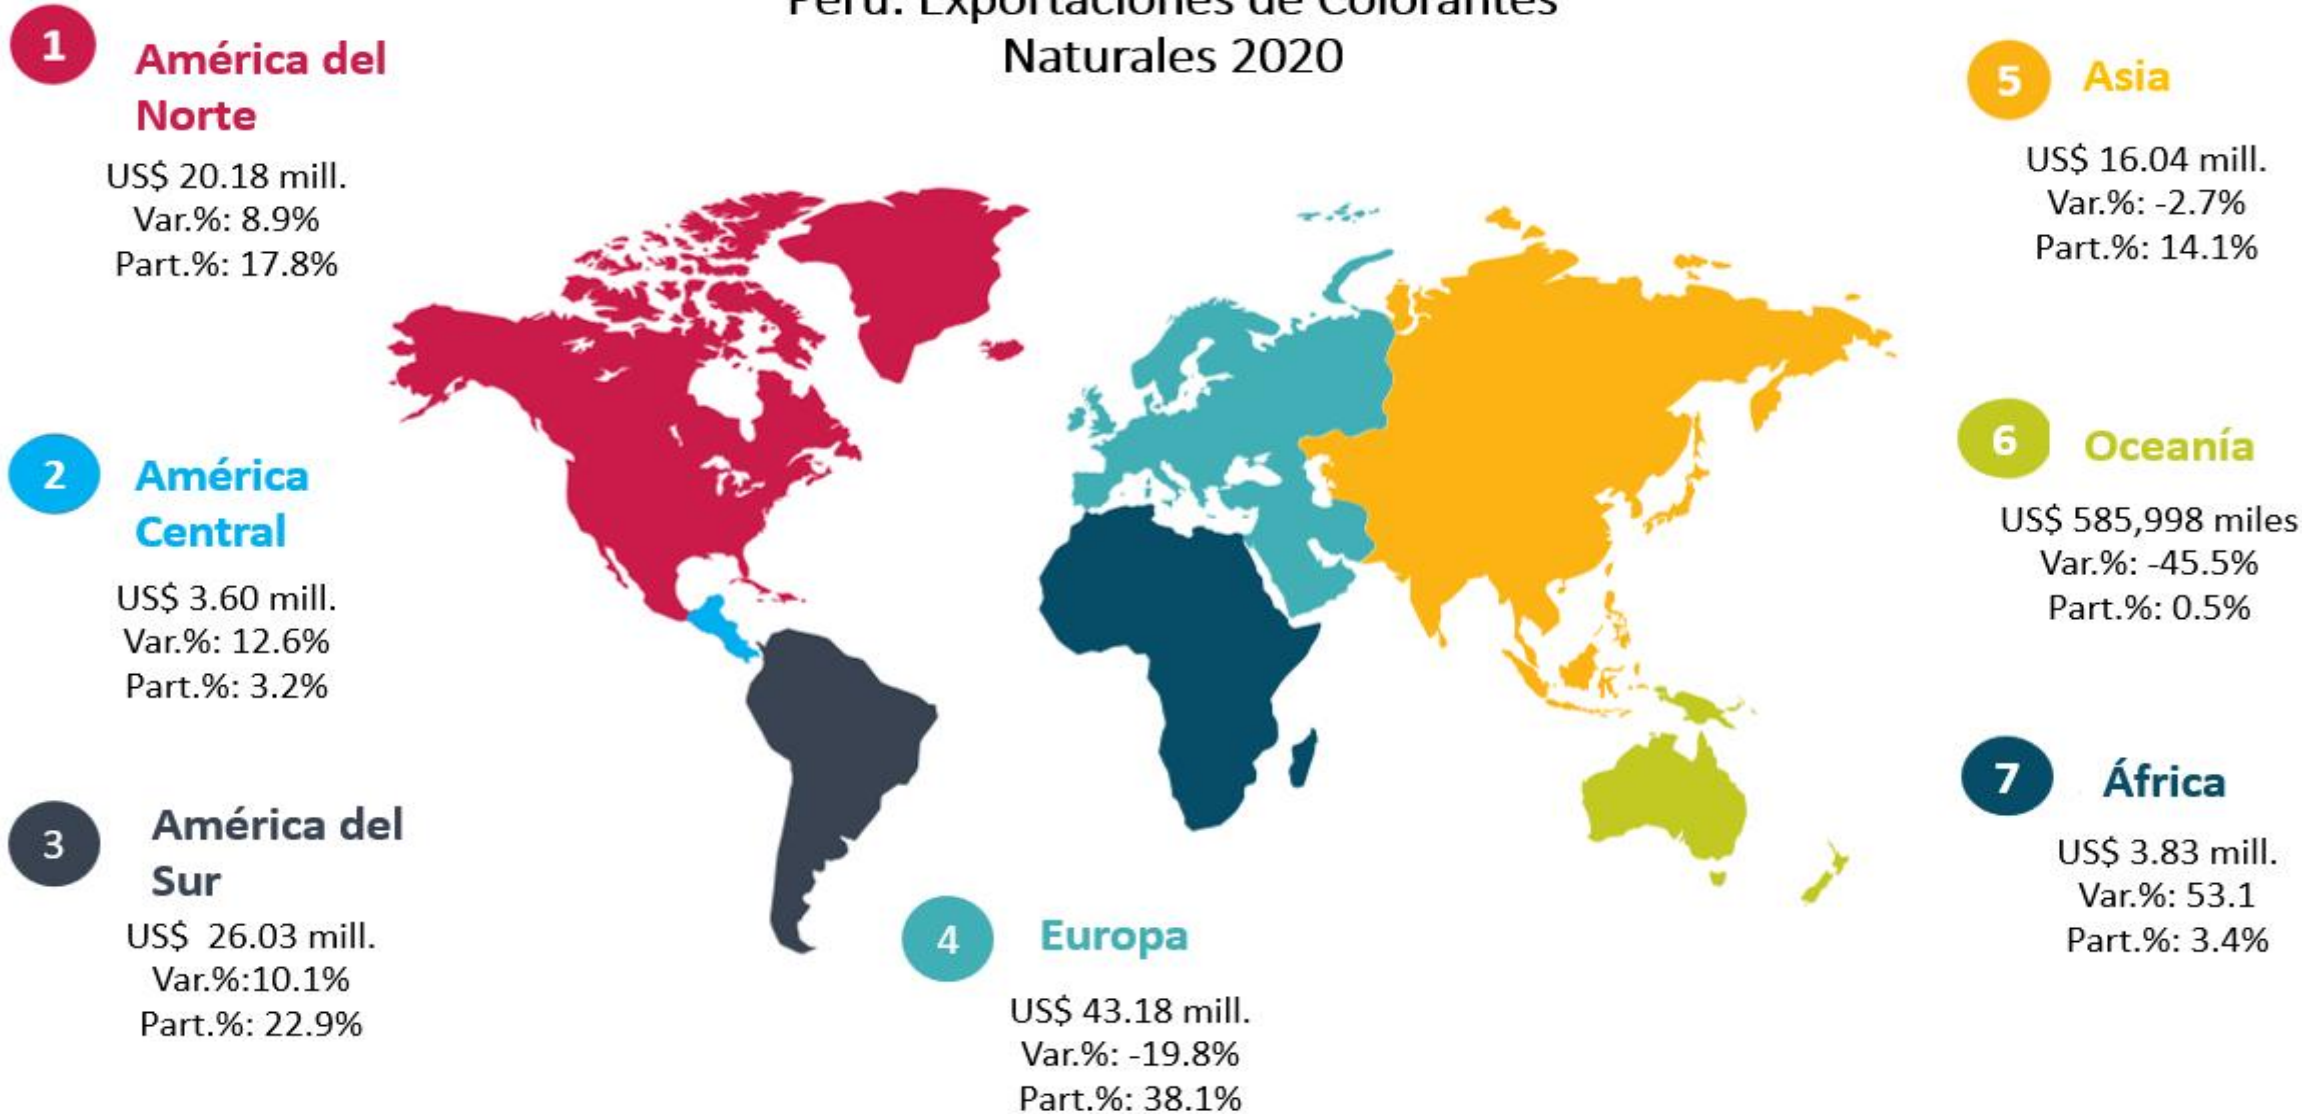 Perú: Exportaciones de Colorantes
Naturales 2020
1
América del
Norte
US$ 20.18 mill.
Var.%: 8.9%
Part.%: 17.8%
2
América
Central
US$ 3.60 mill.
Var.%: 12.6%
Part.%: 3.2%
3
América del
Sur
US$ 26.03 mill.
Var.%:10.1%
Part.%: 22.9%
4
Europa
US$ 43.18 mill.
Var.%: -19.8%
Part.%: 38.1%
5
Asia
US$ 16.04 mill.
Var.%: -2.7%
Part.%: 14.1%
6
Oceanía
US$ 585,998 miles
Var.%: -45.5%
Part.%: 0.5%
7
África
US$ 3.83 mill.
Var.%: 53.1
Part.%: 3.4%